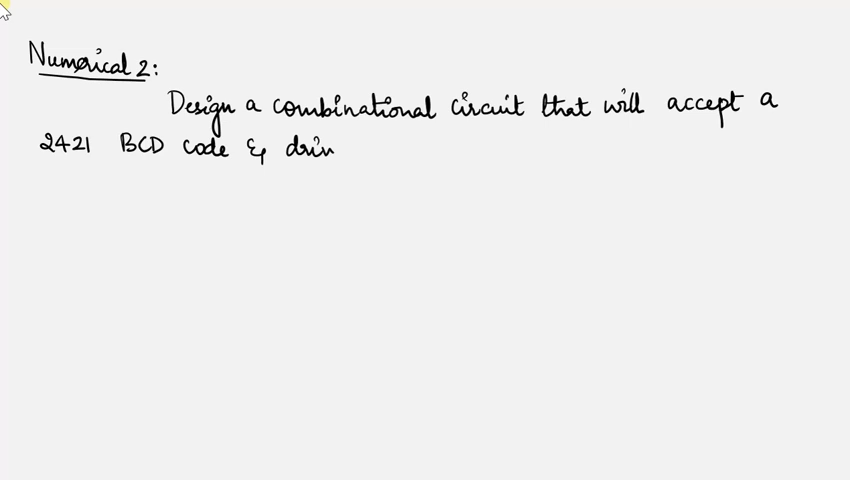 Numerical 2:
Design a combinational circuit that will accept a
2421 BCD code & driv